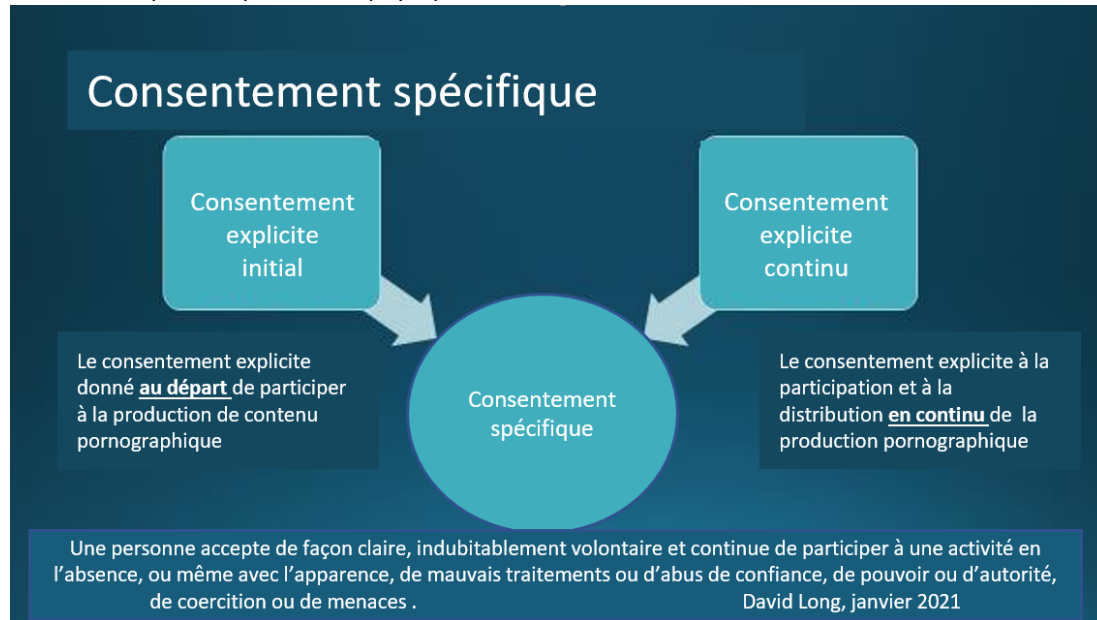 Consentement spécifique
Consentement
explicite
initial
Consentement
explicite
continu
Le consentement explicite
donné au départ de participer
à la production de contenu
pornographique
Consentement
spécifique
Le consentement explicite à la
participation et à la
distribution en continu de la
production pornographique
Une personne accepte de façon claire, indubitablement volontaire et continue de participer à une activité en
l'absence, ou même avec l'apparence, de mauvais traitements ou d'abus de confiance, de pouvoir ou d'autorité,
de coercition ou de menaces . David Long, janvier 2021